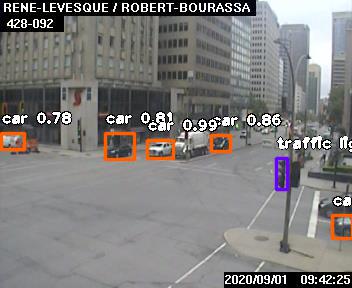 RENE-LEVESQUE / ROBERT-BOURASSA
428-092
car 0.78
car 0.81
car 0.99
car 0.86
traffic lig
ca
2020/09/01 09:42:25